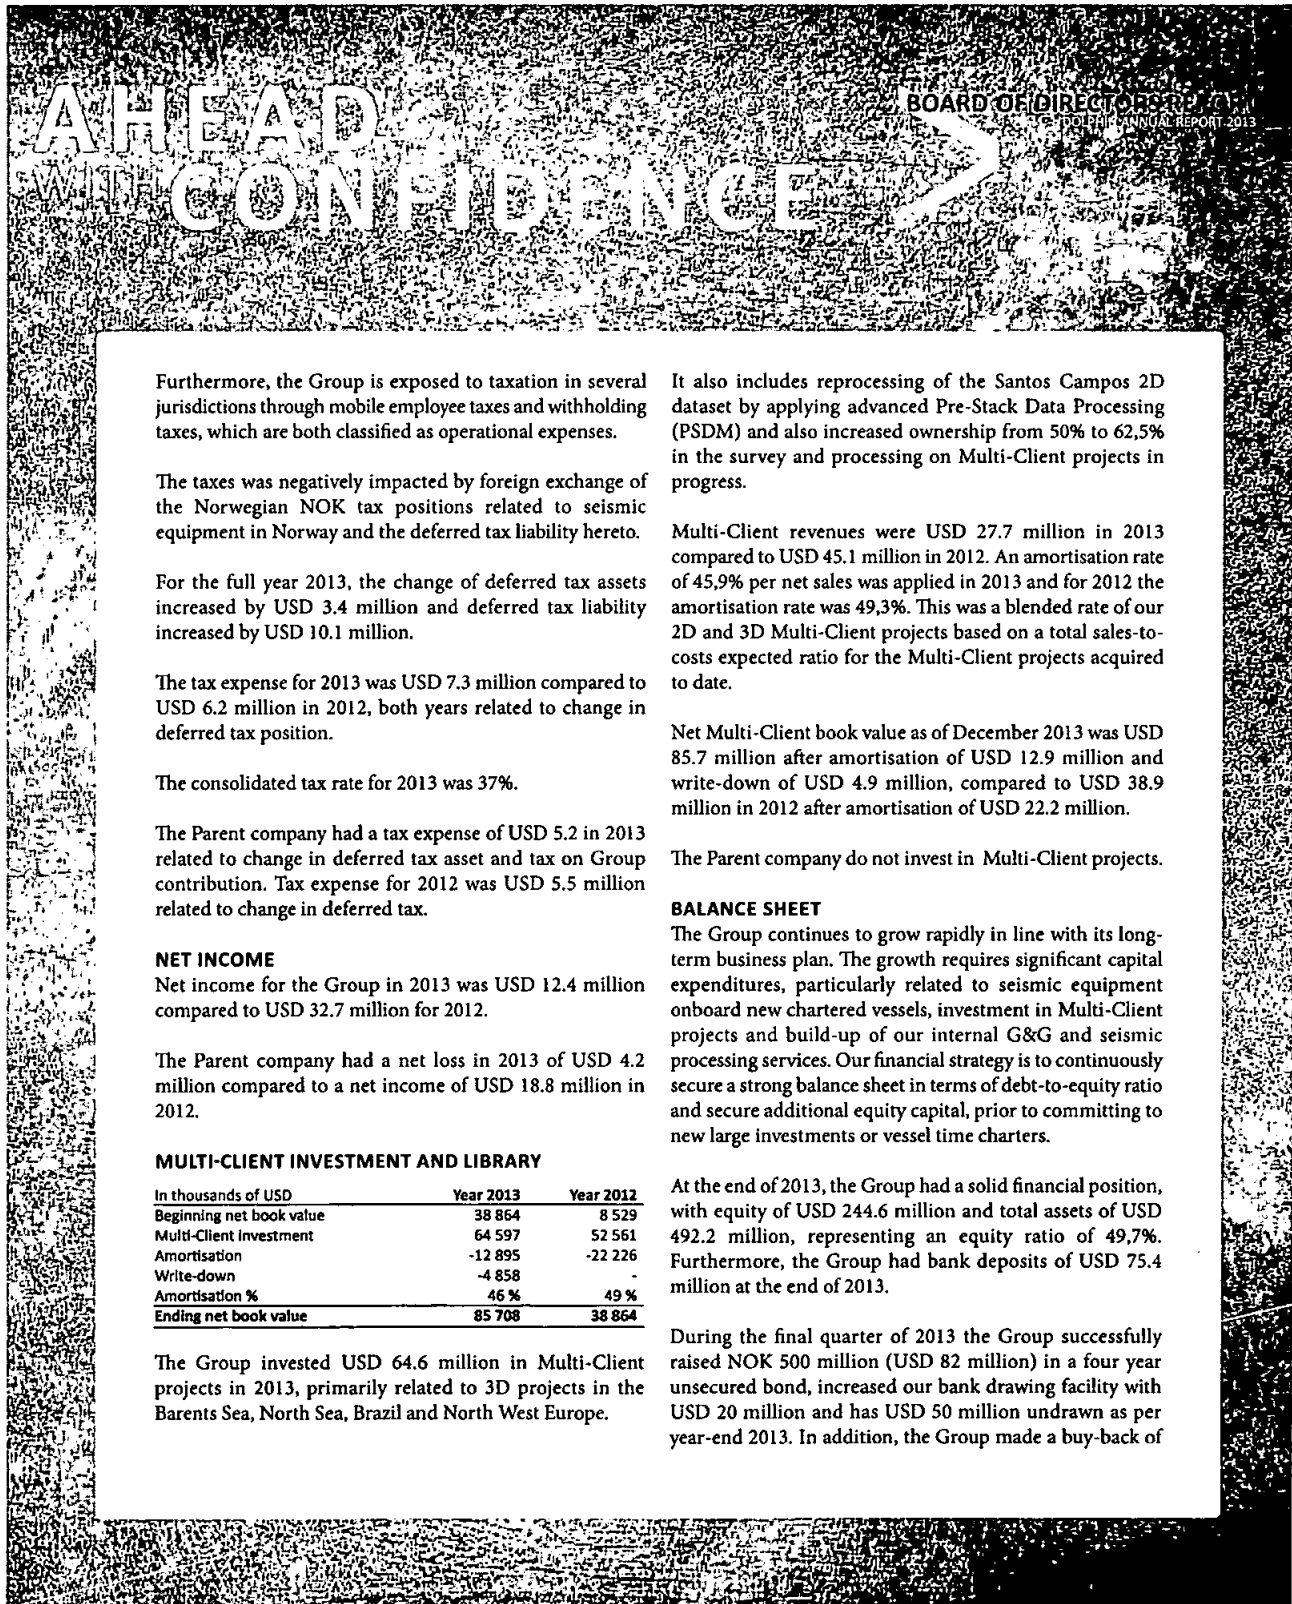 AHEAD
WITH CONFIDENCE
BOARD OF DIRECTORS REPORT
DOLPHIN ANNUAL REPORT 2013
Furthermore, the Group is exposed to taxation in several
jurisdictions through mobile employee taxes and withholding
taxes, which are both classified as operational expenses.
The taxes was negatively impacted by foreign exchange of
the Norwegian NOK tax positions related to seismic
equipment in Norway and the deferred tax liability hereto.
For the full year 2013, the change of deferred tax assets
increased by USD 3.4 million and deferred tax liability
increased by USD 10.1 million.
The tax expense for 2013 was USD 7.3 million compared to
USD 6.2 million in 2012, both years related to change in
deferred tax position.
The consolidated tax rate for 2013 was 37%.
The Parent company had a tax expense of USD 5.2 in 2013
related to change in deferred tax asset and tax on Group
contribution. Tax expense for 2012 was USD 5.5 million
related to change in deferred tax.
NET INCOME
Net income for the Group in 2013 was USD 12.4 million
compared to USD 32.7 million for 2012.
The Parent company had a net loss in 2013 of USD 4.2
million compared to a net income of USD 18.8 million in
2012.
MULTI-CLIENT INVESTMENT AND LIBRARY
In thousands of USD Year 2013 Year 2012
Beginning net book value 38 864 8 529
Multi-Client investment 64 597 52 561
Amortisation -12 895 -22 226
Write-down -4 858 -
Amortisation % 46 % 49 %
Ending net book value 85 708 38 864
The Group invested USD 64.6 million in Multi-Client
projects in 2013, primarily related to 3D projects in the
Barents Sea, North Sea, Brazil and North West Europe.
It also includes reprocessing of the Santos Campos 2D
dataset by applying advanced Pre-Stack Data Processing
(PSDM) and also increased ownership from 50% to 62,5%
in the survey and processing on Multi-Client projects in
progress.
Multi-Client revenues were USD 27.7 million in 2013
compared to USD 45.1 million in 2012. An amortisation rate
of 45,9% per net sales was applied in 2013 and for 2012 the
amortisation rate was 49,3%. This was a blended rate of our
2D and 3D Multi-Client projects based on a total sales-to-
costs expected ratio for the Multi-Client projects acquired
to date.
Net Multi-Client book value as of December 2013 was USD
85.7 million after amortisation of USD 12.9 million and
write-down of USD 4.9 million, compared to USD 38.9
million in 2012 after amortisation of USD 22.2 million.
The Parent company do not invest in Multi-Client projects.
BALANCE SHEET
The Group continues to grow rapidly in line with its long-
term business plan. The growth requires significant capital
expenditures, particularly related to seismic equipment
onboard new chartered vessels, investment in Multi-Client
projects and build-up of our internal G&G and seismic
processing services. Our financial strategy is to continuously
secure a strong balance sheet in terms of debt-to-equity ratio
and secure additional equity capital, prior to committing to
new large investments or vessel time charters.
At the end of 2013, the Group had a solid financial position,
with equity of USD 244.6 million and total assets of USD
492.2 million, representing an equity ratio of 49,7%.
Furthermore, the Group had bank deposits of USD 75.4
million at the end of 2013.
During the final quarter of 2013 the Group successfully
raised NOK 500 million (USD 82 million) in a four year
unsecured bond, increased our bank drawing facility with
USD 20 million and has USD 50 million undrawn as per
year-end 2013. In addition, the Group made a buy-back of